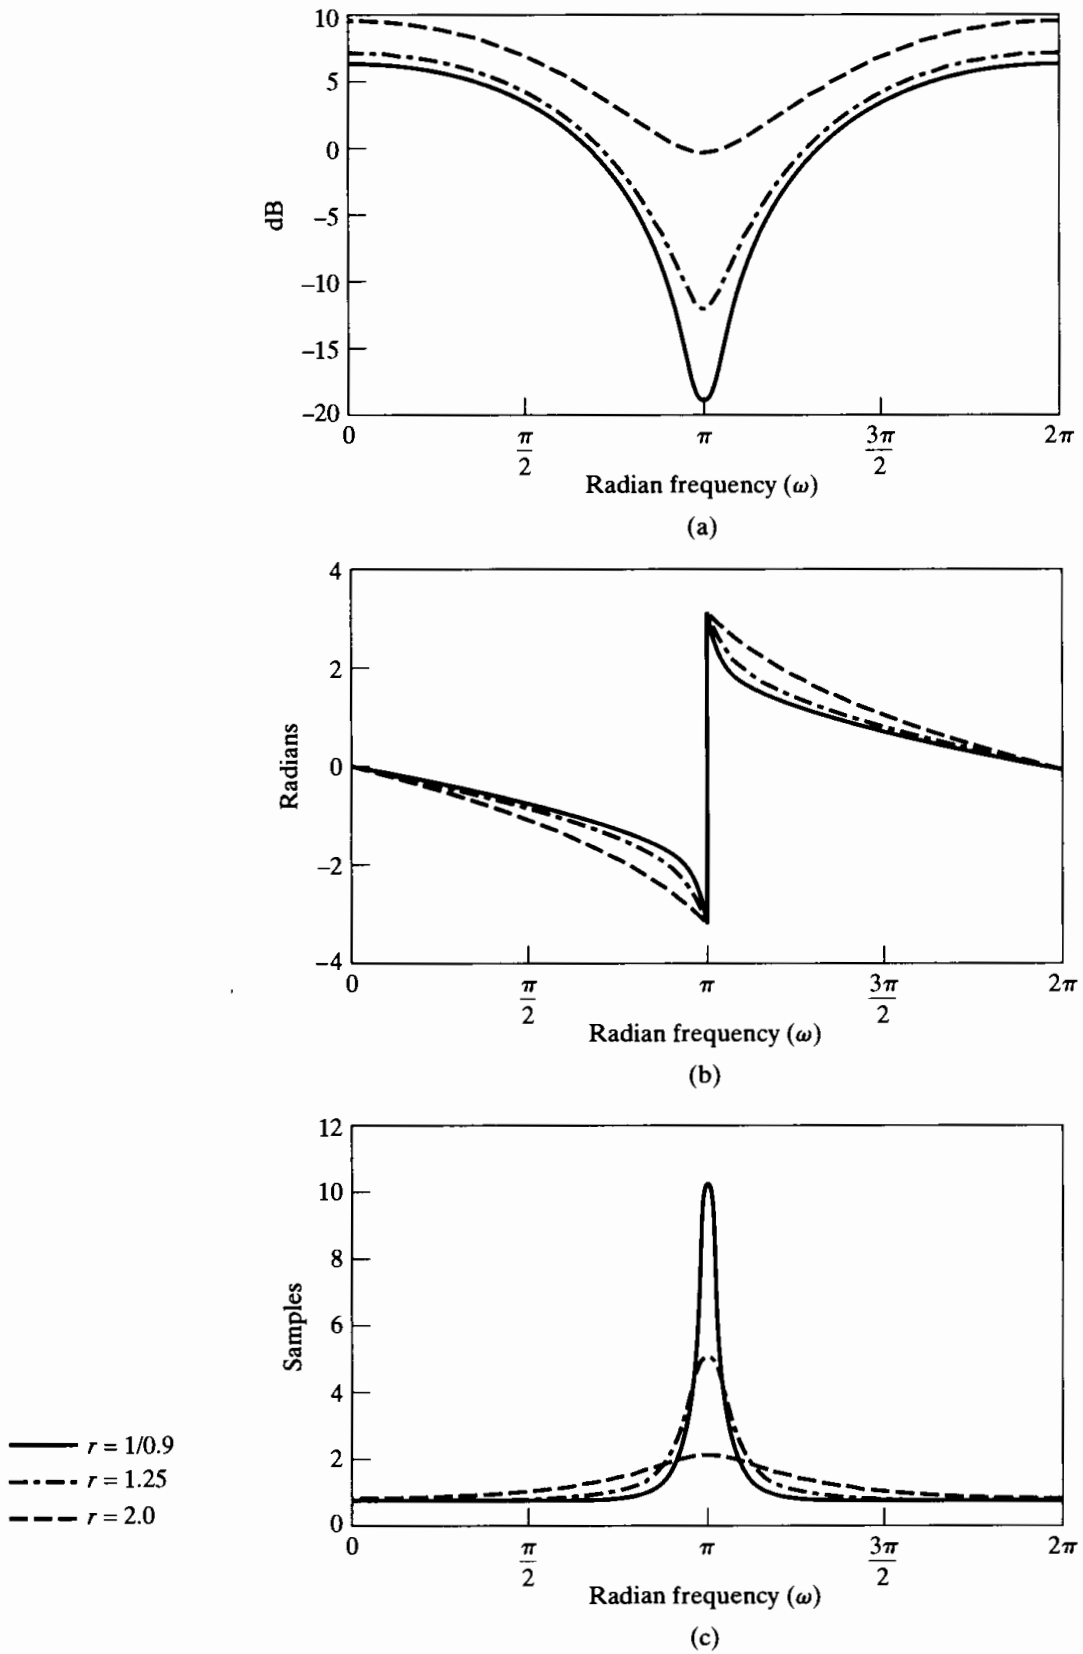 10
5
0
dB
−5
−10
−15
−20
0
π/2
π
3π/2
2π
Radian frequency (ω)
(a)
4
2
0
Radians
−2
−4
0
π/2
π
3π/2
2π
Radian frequency (ω)
(b)
12
10
8
6
Samples
4
2
0
r = 1/0.9
r = 1.25
r = 2.0
0
π/2
π
3π/2
2π
Radian frequency (ω)
(c)